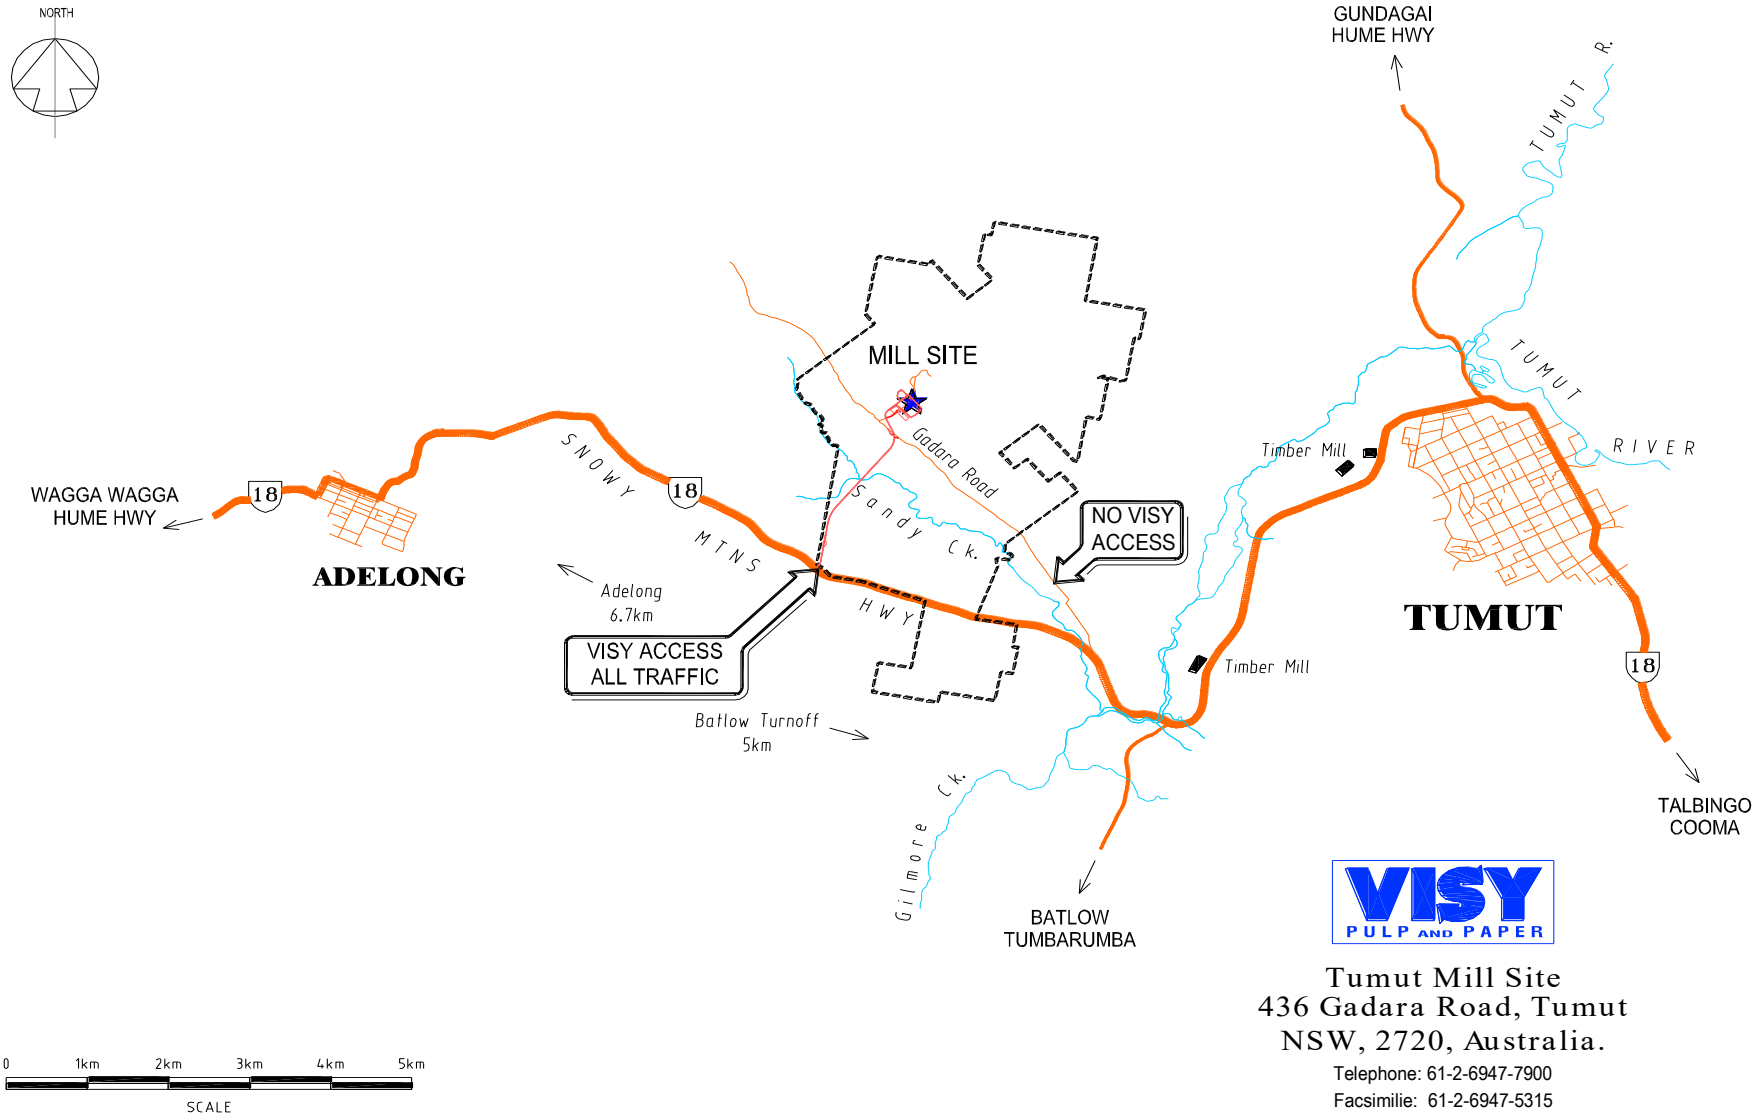 NORTH
GUNDAGAI
HUME HWY
TUMUT R.
MILL SITE
TUMUT
RIVER
Gadara Road
Timber Mill
SNOWY
MTNS
HWY
18
18
WAGGA WAGGA
HUME HWY
Sandy Ck.
NO VISY
ACCESS
ADELONG
Adelong
6.7km
TUMUT
VISY ACCESS
ALL TRAFFIC
Timber Mill
18
Batlow Turnoff
5km
Gilmore Ck.
TALBINGO
COOMA
BATLOW
TUMBARUMBA
VISY
PULP AND PAPER
Tumut Mill Site
436 Gadara Road, Tumut
NSW, 2720, Australia.
Telephone: 61-2-6947-7900
Facsimilie: 61-2-6947-5315
0 1km 2km 3km 4km 5km
SCALE